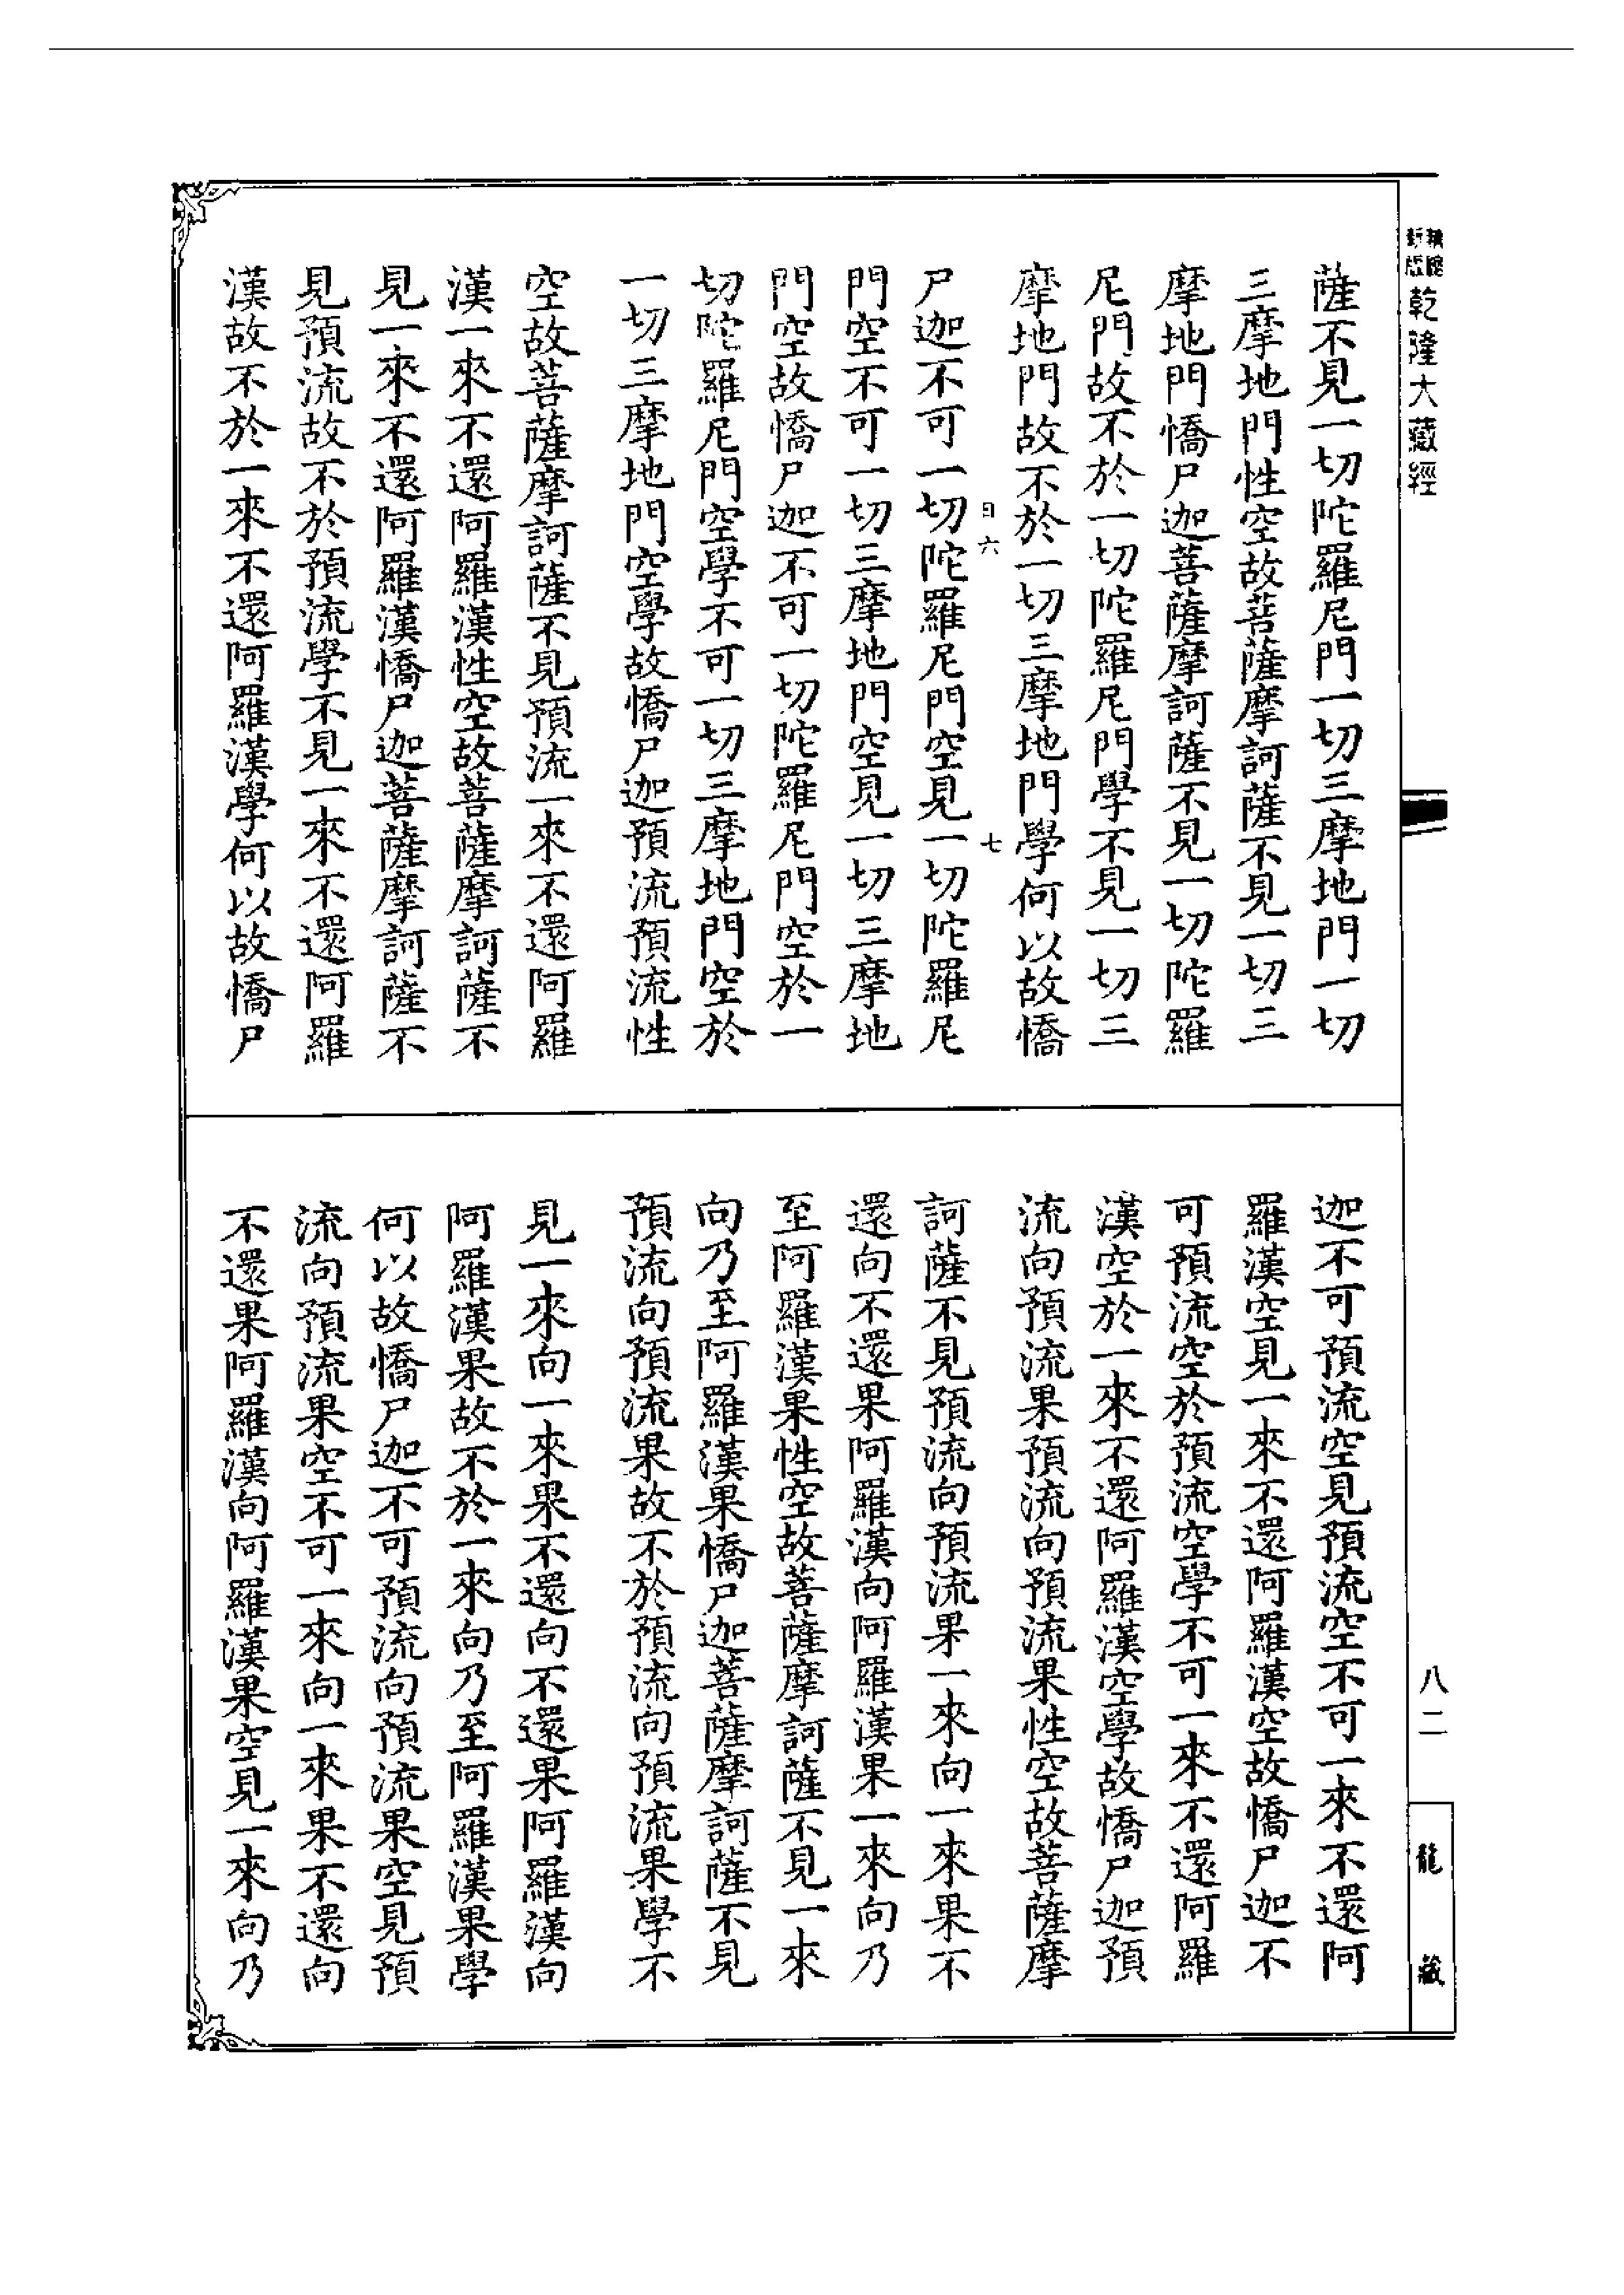 乾隆大藏經
薩不見一切陀羅尼門一切三摩地門一切
三摩地門性空故菩薩摩訶薩不見一切三
摩地門憍尸迦菩薩摩訶薩不見一切陀羅
尼門故不於一切陀羅尼門學不見一切三
摩地門故不於一切三摩地門學何以故憍
日六 七
尸迦不可一切陀羅尼門空見一切陀羅尼
門空不可一切三摩地門空見一切三摩地
門空故憍尸迦不可一切陀羅尼門空於一
切陀羅尼門空學不可一切三摩地門空於
一切三摩地門空學故憍尸迦預流預流性
空故菩薩摩訶薩不見預流一來不還阿羅
漢一來不還阿羅漢性空故菩薩摩訶薩不
見一來不還阿羅漢憍尸迦菩薩摩訶薩不
見預流故不於預流學不見一來不還阿羅
漢故不於一來不還阿羅漢學何以故憍尸
迦不可預流空見預流空不可一來不還阿
羅漢空見一來不還阿羅漢空故憍尸迦不
可預流空於預流空學不可一來不還阿羅
漢空於一來不還阿羅漢空學故憍尸迦預
流向預流果預流向預流果性空故菩薩摩
訶薩不見預流向預流果一來向一來果不
還向不還果阿羅漢向阿羅漢果一來向乃
至阿羅漢果性空故菩薩摩訶薩不見一來
向乃至阿羅漢果憍尸迦菩薩摩訶薩不見
預流向預流果故不於預流向預流果學不
見一來向一來果不還向不還果阿羅漢向
阿羅漢果故不於一來向乃至阿羅漢果學
何以故憍尸迦不可預流向預流果空見預
流向預流果空不可一來向一來果不還向
不還果阿羅漢向阿羅漢果空見一來向乃
八二
龍藏